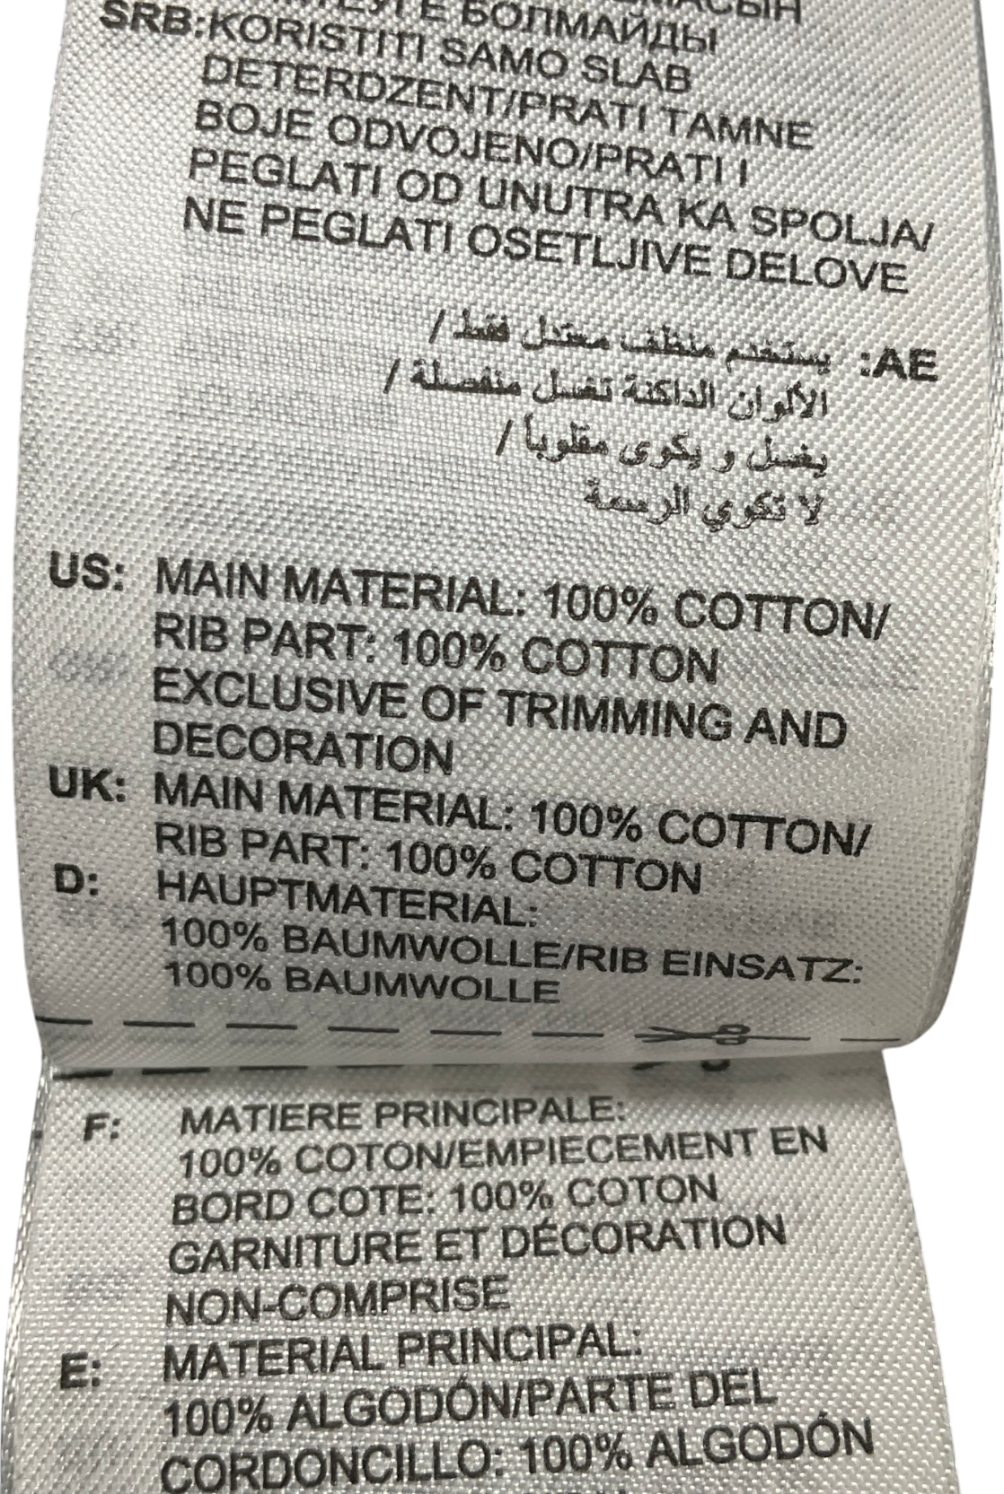 БОЛМАЙДЫ
SRB:KORISTITI SAMO SLAB
DETERDZENT/PRATI TAMNE
BOJE ODVOJENO/PRATI I
PEGLATI OD UNUTRA KA SPOLJA/
NE PEGLATI OSETLJIVE DELOVE
AE: يستخدم منظف معتدل فقط /
الألوان الداكنة تغسل منفصلة /
يغسل و يكوى مقلوباً /
لا تكوي الرسمة
US: MAIN MATERIAL: 100% COTTON/
RIB PART: 100% COTTON
EXCLUSIVE OF TRIMMING AND
DECORATION
UK: MAIN MATERIAL: 100% COTTON/
RIB PART: 100% COTTON
D: HAUPTMATERIAL:
100% BAUMWOLLE/RIB EINSATZ:
100% BAUMWOLLE
F: MATIERE PRINCIPALE:
100% COTON/EMPIECEMENT EN
BORD COTE: 100% COTON
GARNITURE ET DÉCORATION
NON-COMPRISE
E: MATERIAL PRINCIPAL:
100% ALGODÓN/PARTE DEL
CORDONCILLO: 100% ALGODÓN